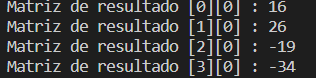 Matriz de resultado [0][0] : 16
Matriz de resultado [1][0] : 26
Matriz de resultado [2][0] : -19
Matriz de resultado [3][0] : -34